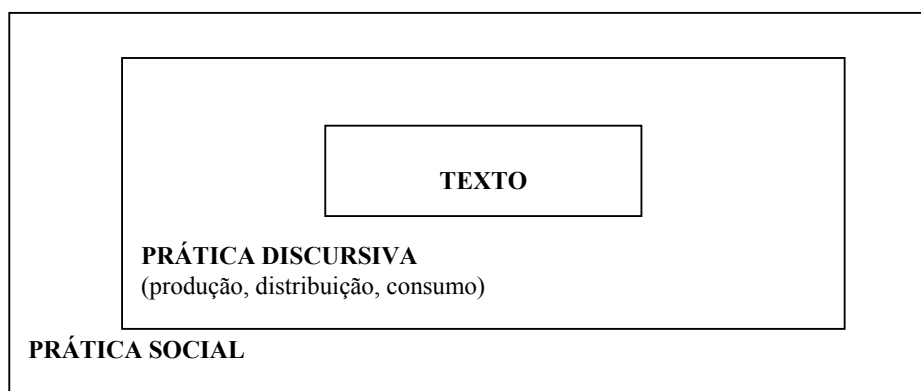 TEXTO
PRÁTICA DISCURSIVA
(produção, distribuição, consumo)
PRÁTICA SOCIAL